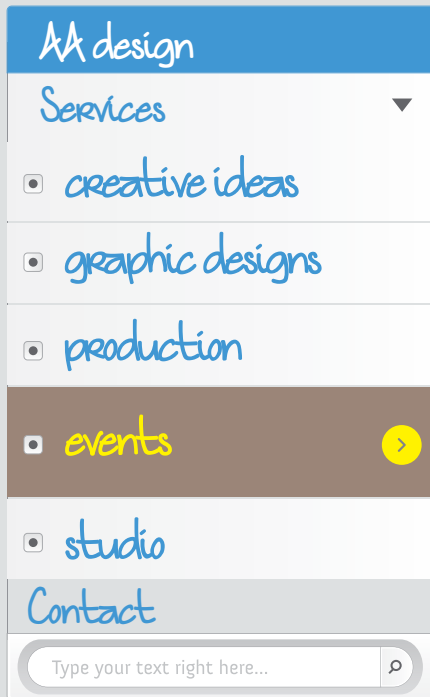 AA design
Services
creative ideas
graphic designs
production
events
studio
Contact
Type your text right here...